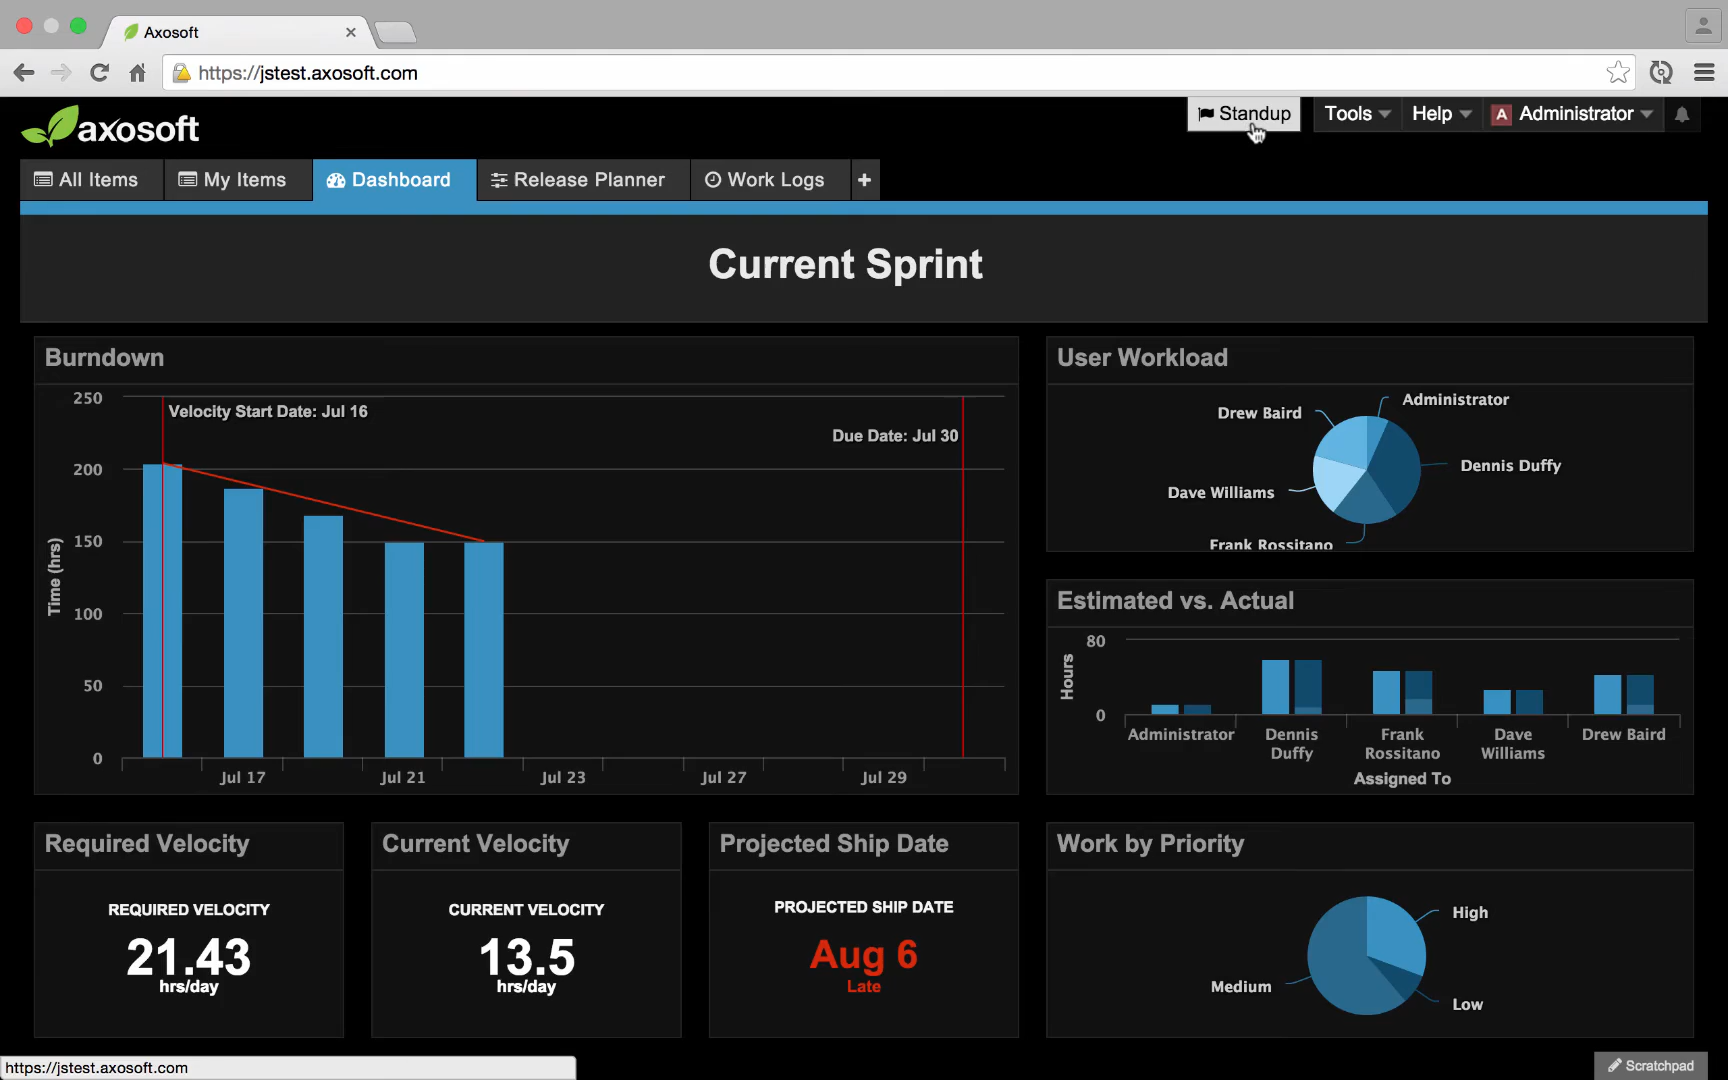 Axosoft
https://jstest.axosoft.com
axosoft
Standup
Tools
Help
A Administrator
All Items
My Items
Dashboard
Release Planner
Work Logs
+
Current Sprint
Burndown
250
200
150
100
50
0
Time (hrs)
Velocity Start Date: Jul 16
Due Date: Jul 30
Jul 17
Jul 21
Jul 23
Jul 27
Jul 29
User Workload
Administrator
Drew Baird
Dennis Duffy
Dave Williams
Frank Rossitano
Estimated vs. Actual
80
0
Hours
Administrator
Dennis
Duffy
Frank
Rossitano
Dave
Williams
Drew Baird
Assigned To
Required Velocity
REQUIRED VELOCITY
21.43
hrs/day
Current Velocity
CURRENT VELOCITY
13.5
hrs/day
Projected Ship Date
PROJECTED SHIP DATE
Aug 6
Late
Work by Priority
High
Medium
Low
https://jstest.axosoft.com
Scratchpad